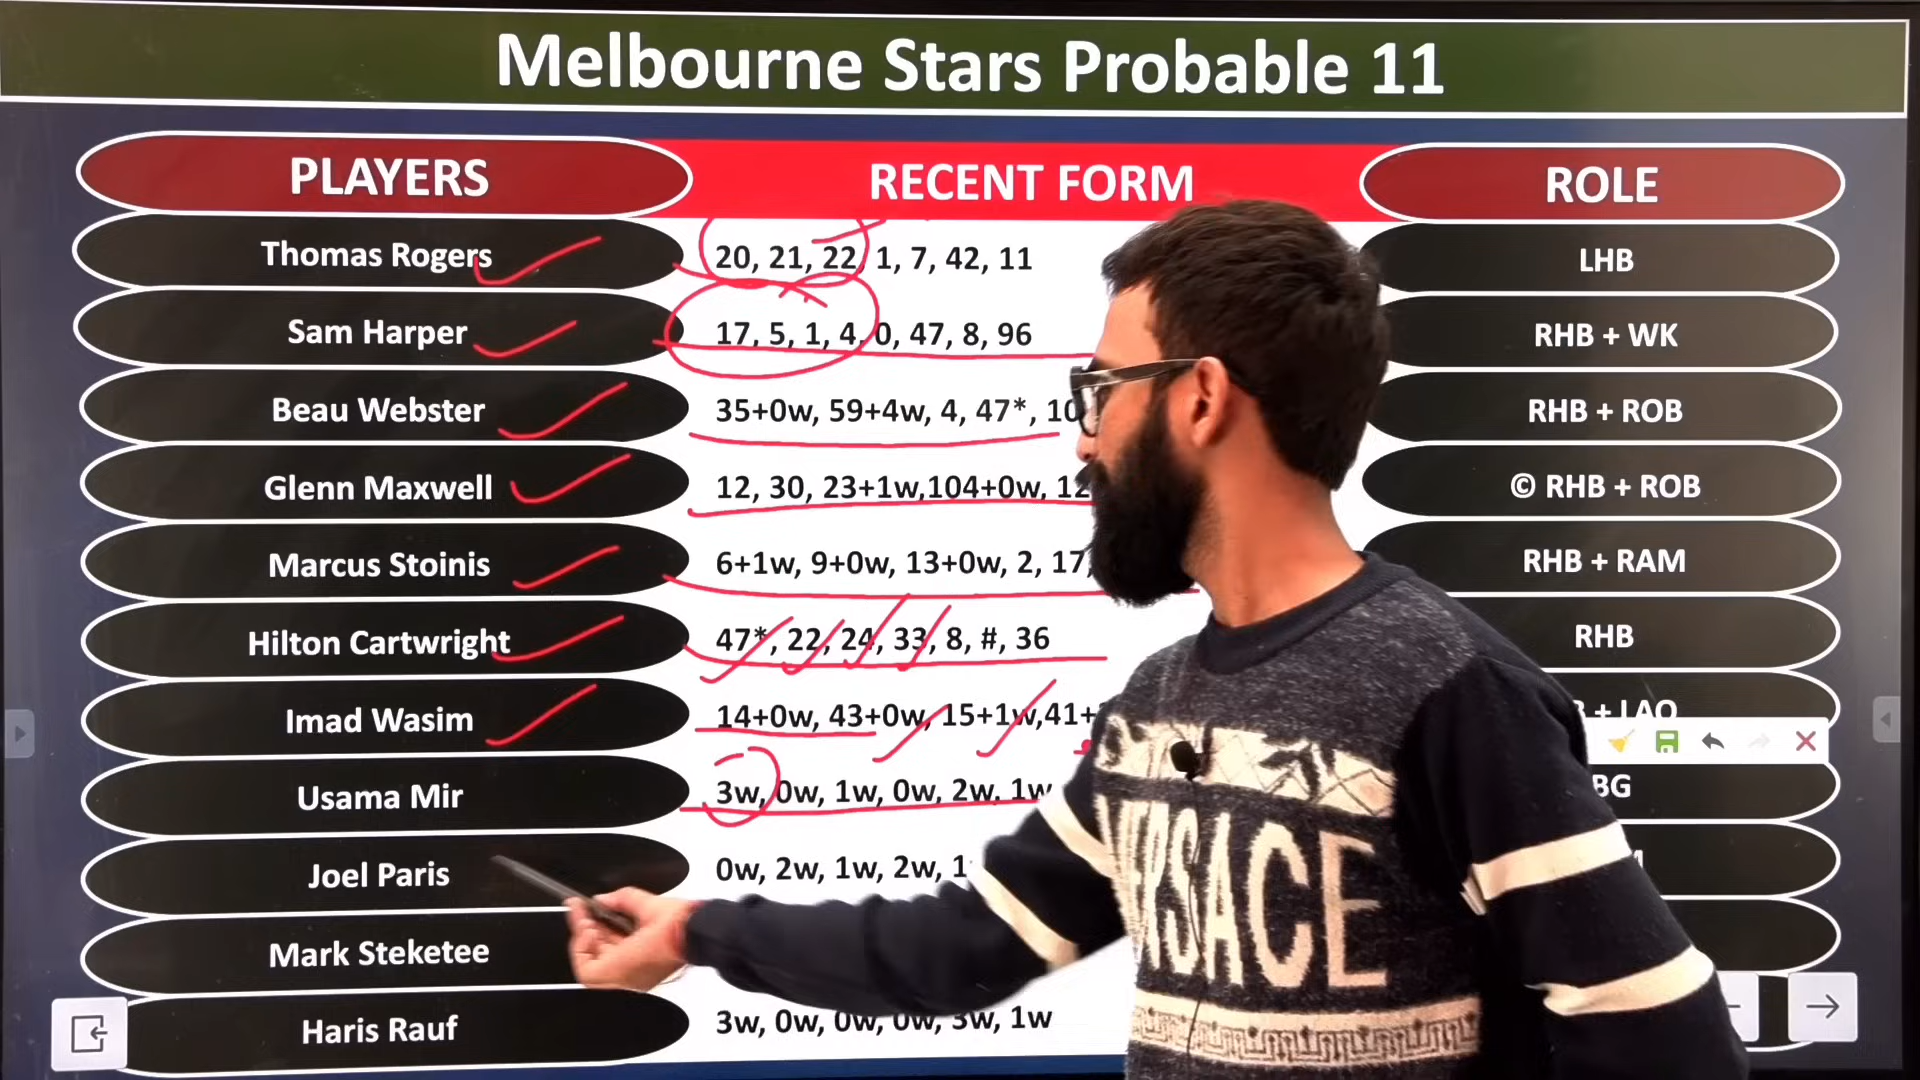 Melbourne Stars Probable 11
PLAYERS RECENT FORM ROLE
Thomas Rogers 20, 21, 22, 1, 7, 42, 11 LHB
Sam Harper 17, 5, 1, 4, 0, 47, 8, 96 RHB + WK
Beau Webster 35+0w, 59+4w, 4, 47*, 10 RHB + ROB
Glenn Maxwell 12, 30, 23+1w,104+0w, 12 © RHB + ROB
Marcus Stoinis 6+1w, 9+0w, 13+0w, 2, 17, RHB + RAM
Hilton Cartwright 47*, 22, 24, 33, 8, #, 36 RHB
Imad Wasim 14+0w, 43+0w, 15+1w,41+ + LAO
Usama Mir 3w, 0w, 1w, 0w, 2w, 1w BG
Joel Paris 0w, 2w, 1w, 2w, 1
Mark Steketee
Haris Rauf 3w, 0w, 0w, 0w, 3w, 1w
VERSACE